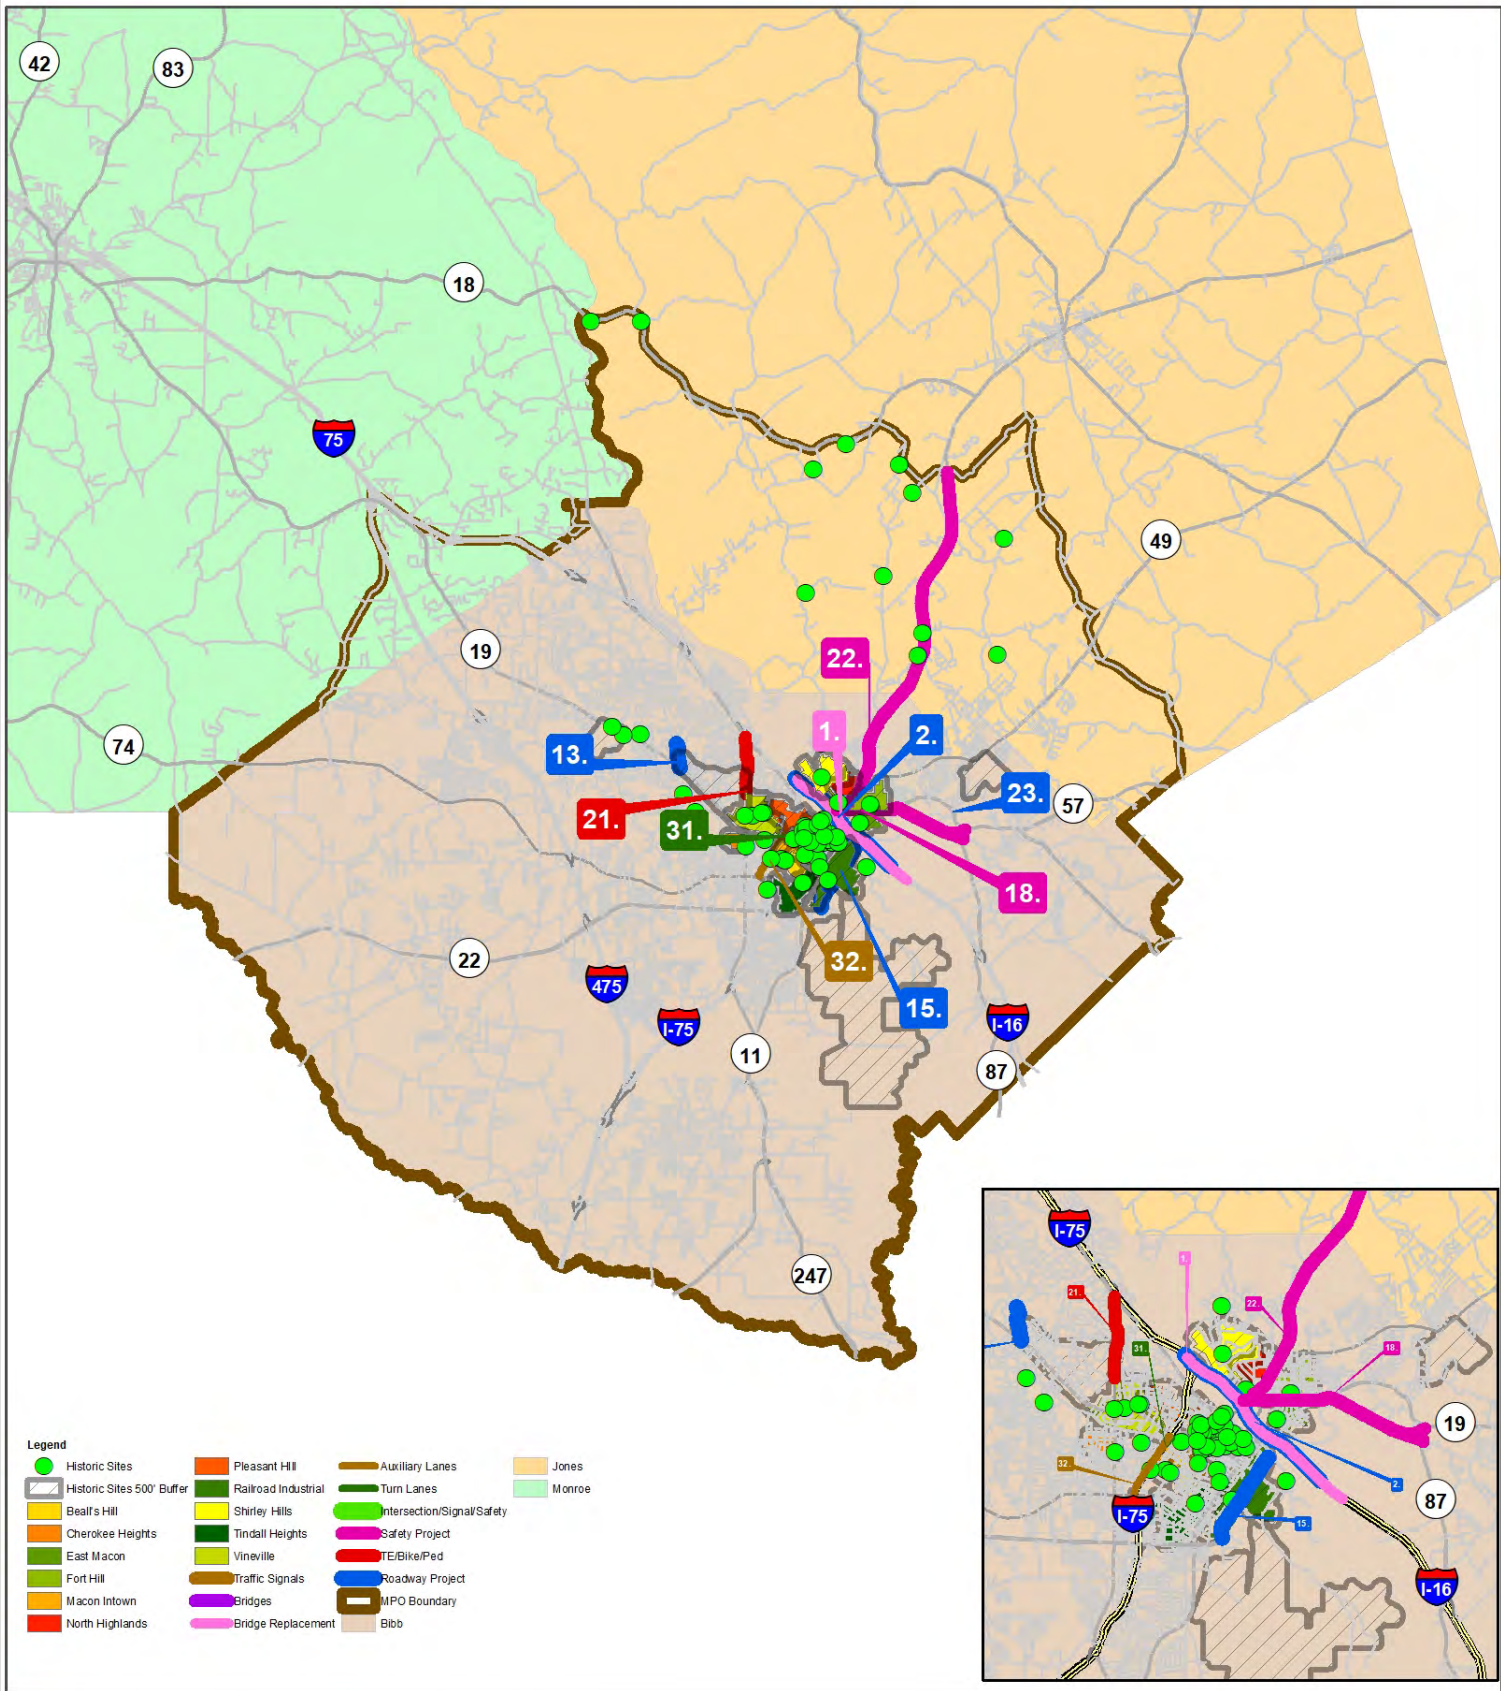 42
83
18
75
49
19
22.
74
1.
2.
13.
23.
57
21.
31.
18.
32.
22
475
15.
I-75
I-16
11
87
247
I-75
1.
21.
22.
31.
18.
19
32.
2.
87
I-75
15.
I-16
Legend
Historic Sites
Historic Sites 500' Buffer
Beall's Hill
Cherokee Heights
East Macon
Fort Hill
Macon Intown
North Highlands
Pleasant Hill
Railroad Industrial
Shirley Hills
Tindall Heights
Vineville
Traffic Signals
Bridges
Bridge Replacement
Auxiliary Lanes
Turn Lanes
Intersection/Signal/Safety
Safety Project
TE/Bike/Ped
Roadway Project
MPO Boundary
Bibb
Jones
Monroe